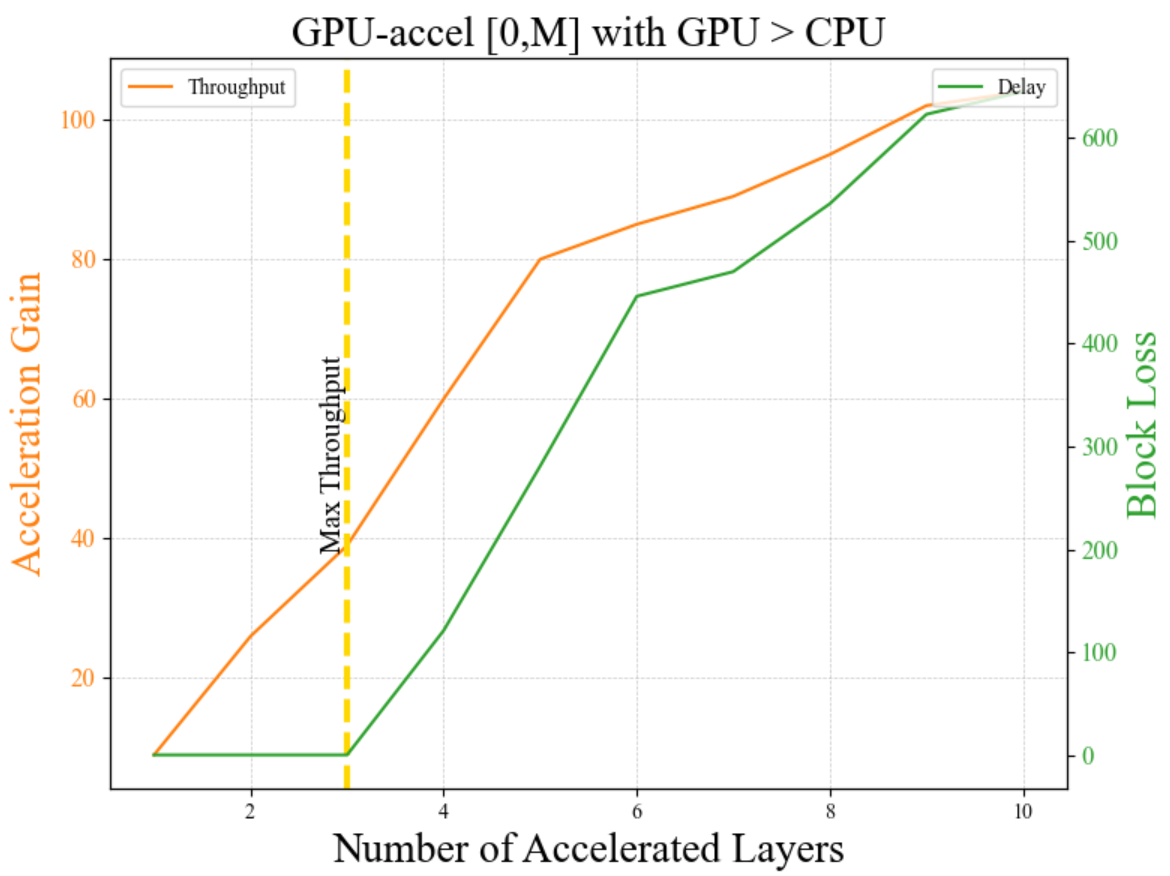 GPU-accel [0,M] with GPU > CPU
Throughput
Delay
100
80
60
40
20
Acceleration Gain
Max Throughput
600
500
400
300
200
100
0
Block Loss
2
4
6
8
10
Number of Accelerated Layers